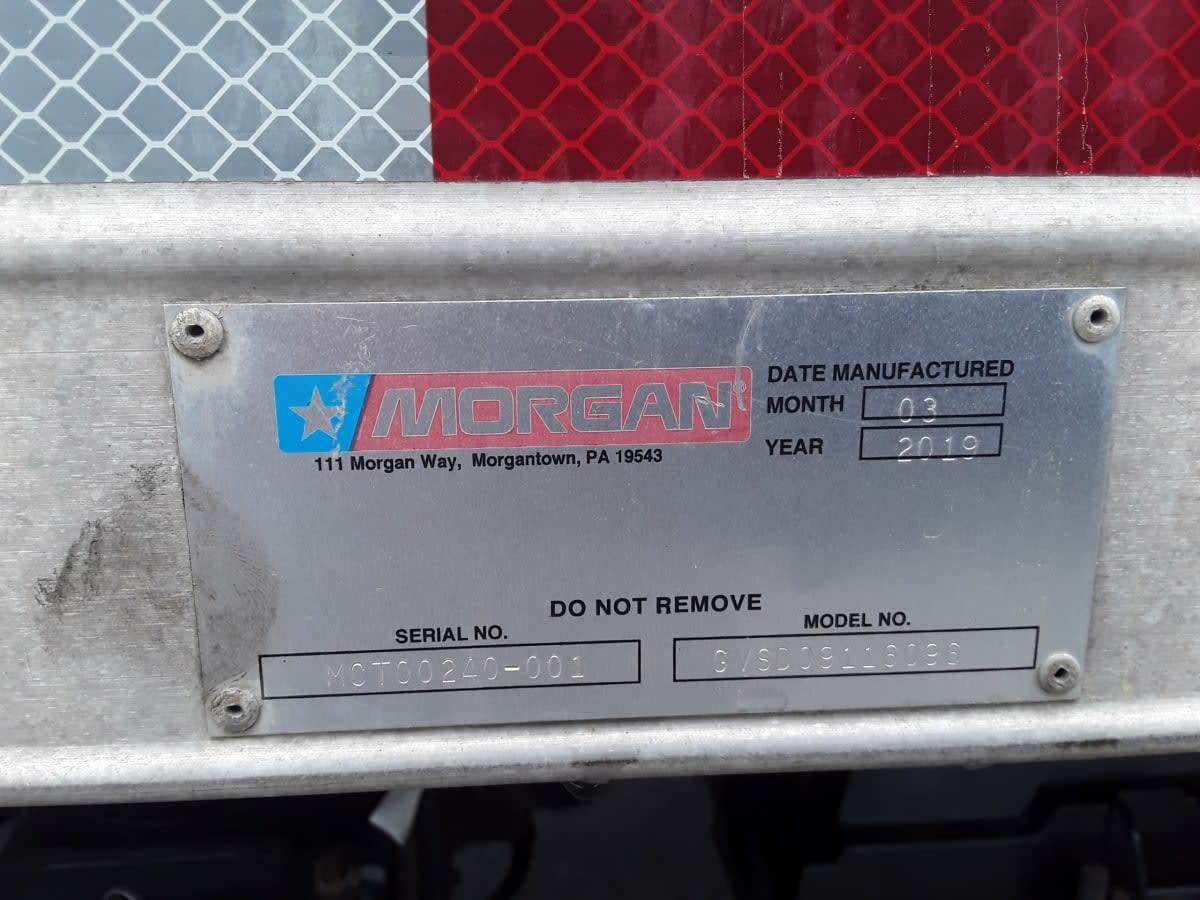 MORGAN
111 Morgan Way, Morgantown, PA 19543
DATE MANUFACTURED
MONTH 03
YEAR 2019
DO NOT REMOVE
SERIAL NO.
MCT00240-001
MODEL NO.